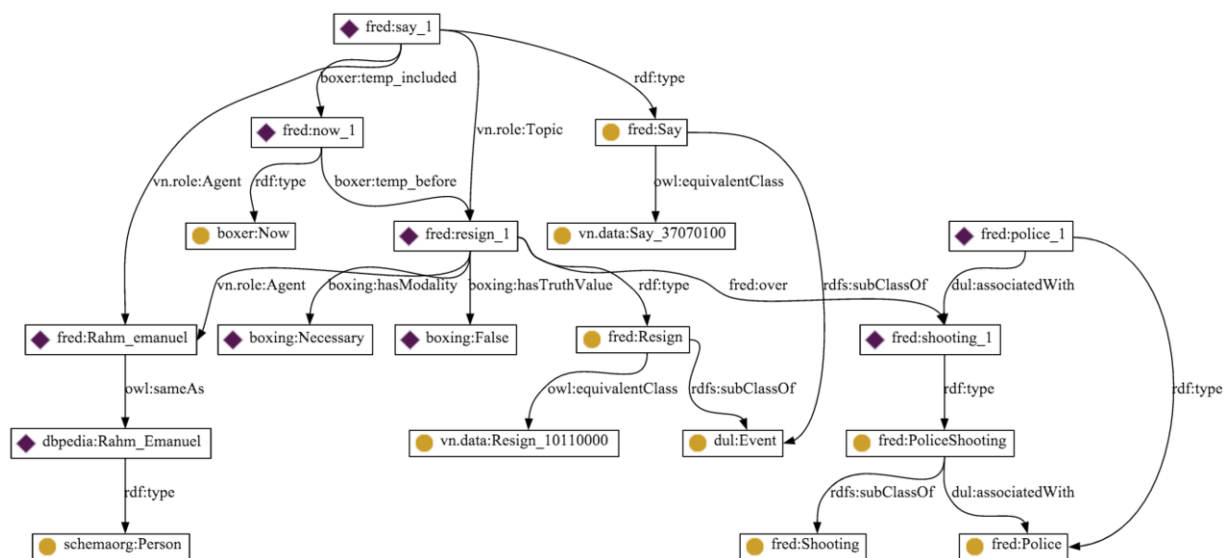 fred:say_1
boxer:temp_included
rdf:type
fred:now_1
fred:Say
vn.role:Topic
vn.role:Agent
rdf:type
boxer:temp_before
owl:equivalentClass
boxer:Now
fred:resign_1
vn.data:Say_37070100
fred:police_1
vn.role:Agent
boxing:hasModality
boxing:hasTruthValue
rdf:type
fred:over
rdfs:subClassOf
dul:associatedWith
fred:Rahm_emanuel
boxing:Necessary
boxing:False
fred:Resign
fred:shooting_1
owl:sameAs
owl:equivalentClass
rdfs:subClassOf
rdf:type
rdf:type
dbpedia:Rahm_Emanuel
vn.data:Resign_10110000
dul:Event
fred:PoliceShooting
rdf:type
rdfs:subClassOf
dul:associatedWith
schemaorg:Person
fred:Shooting
fred:Police